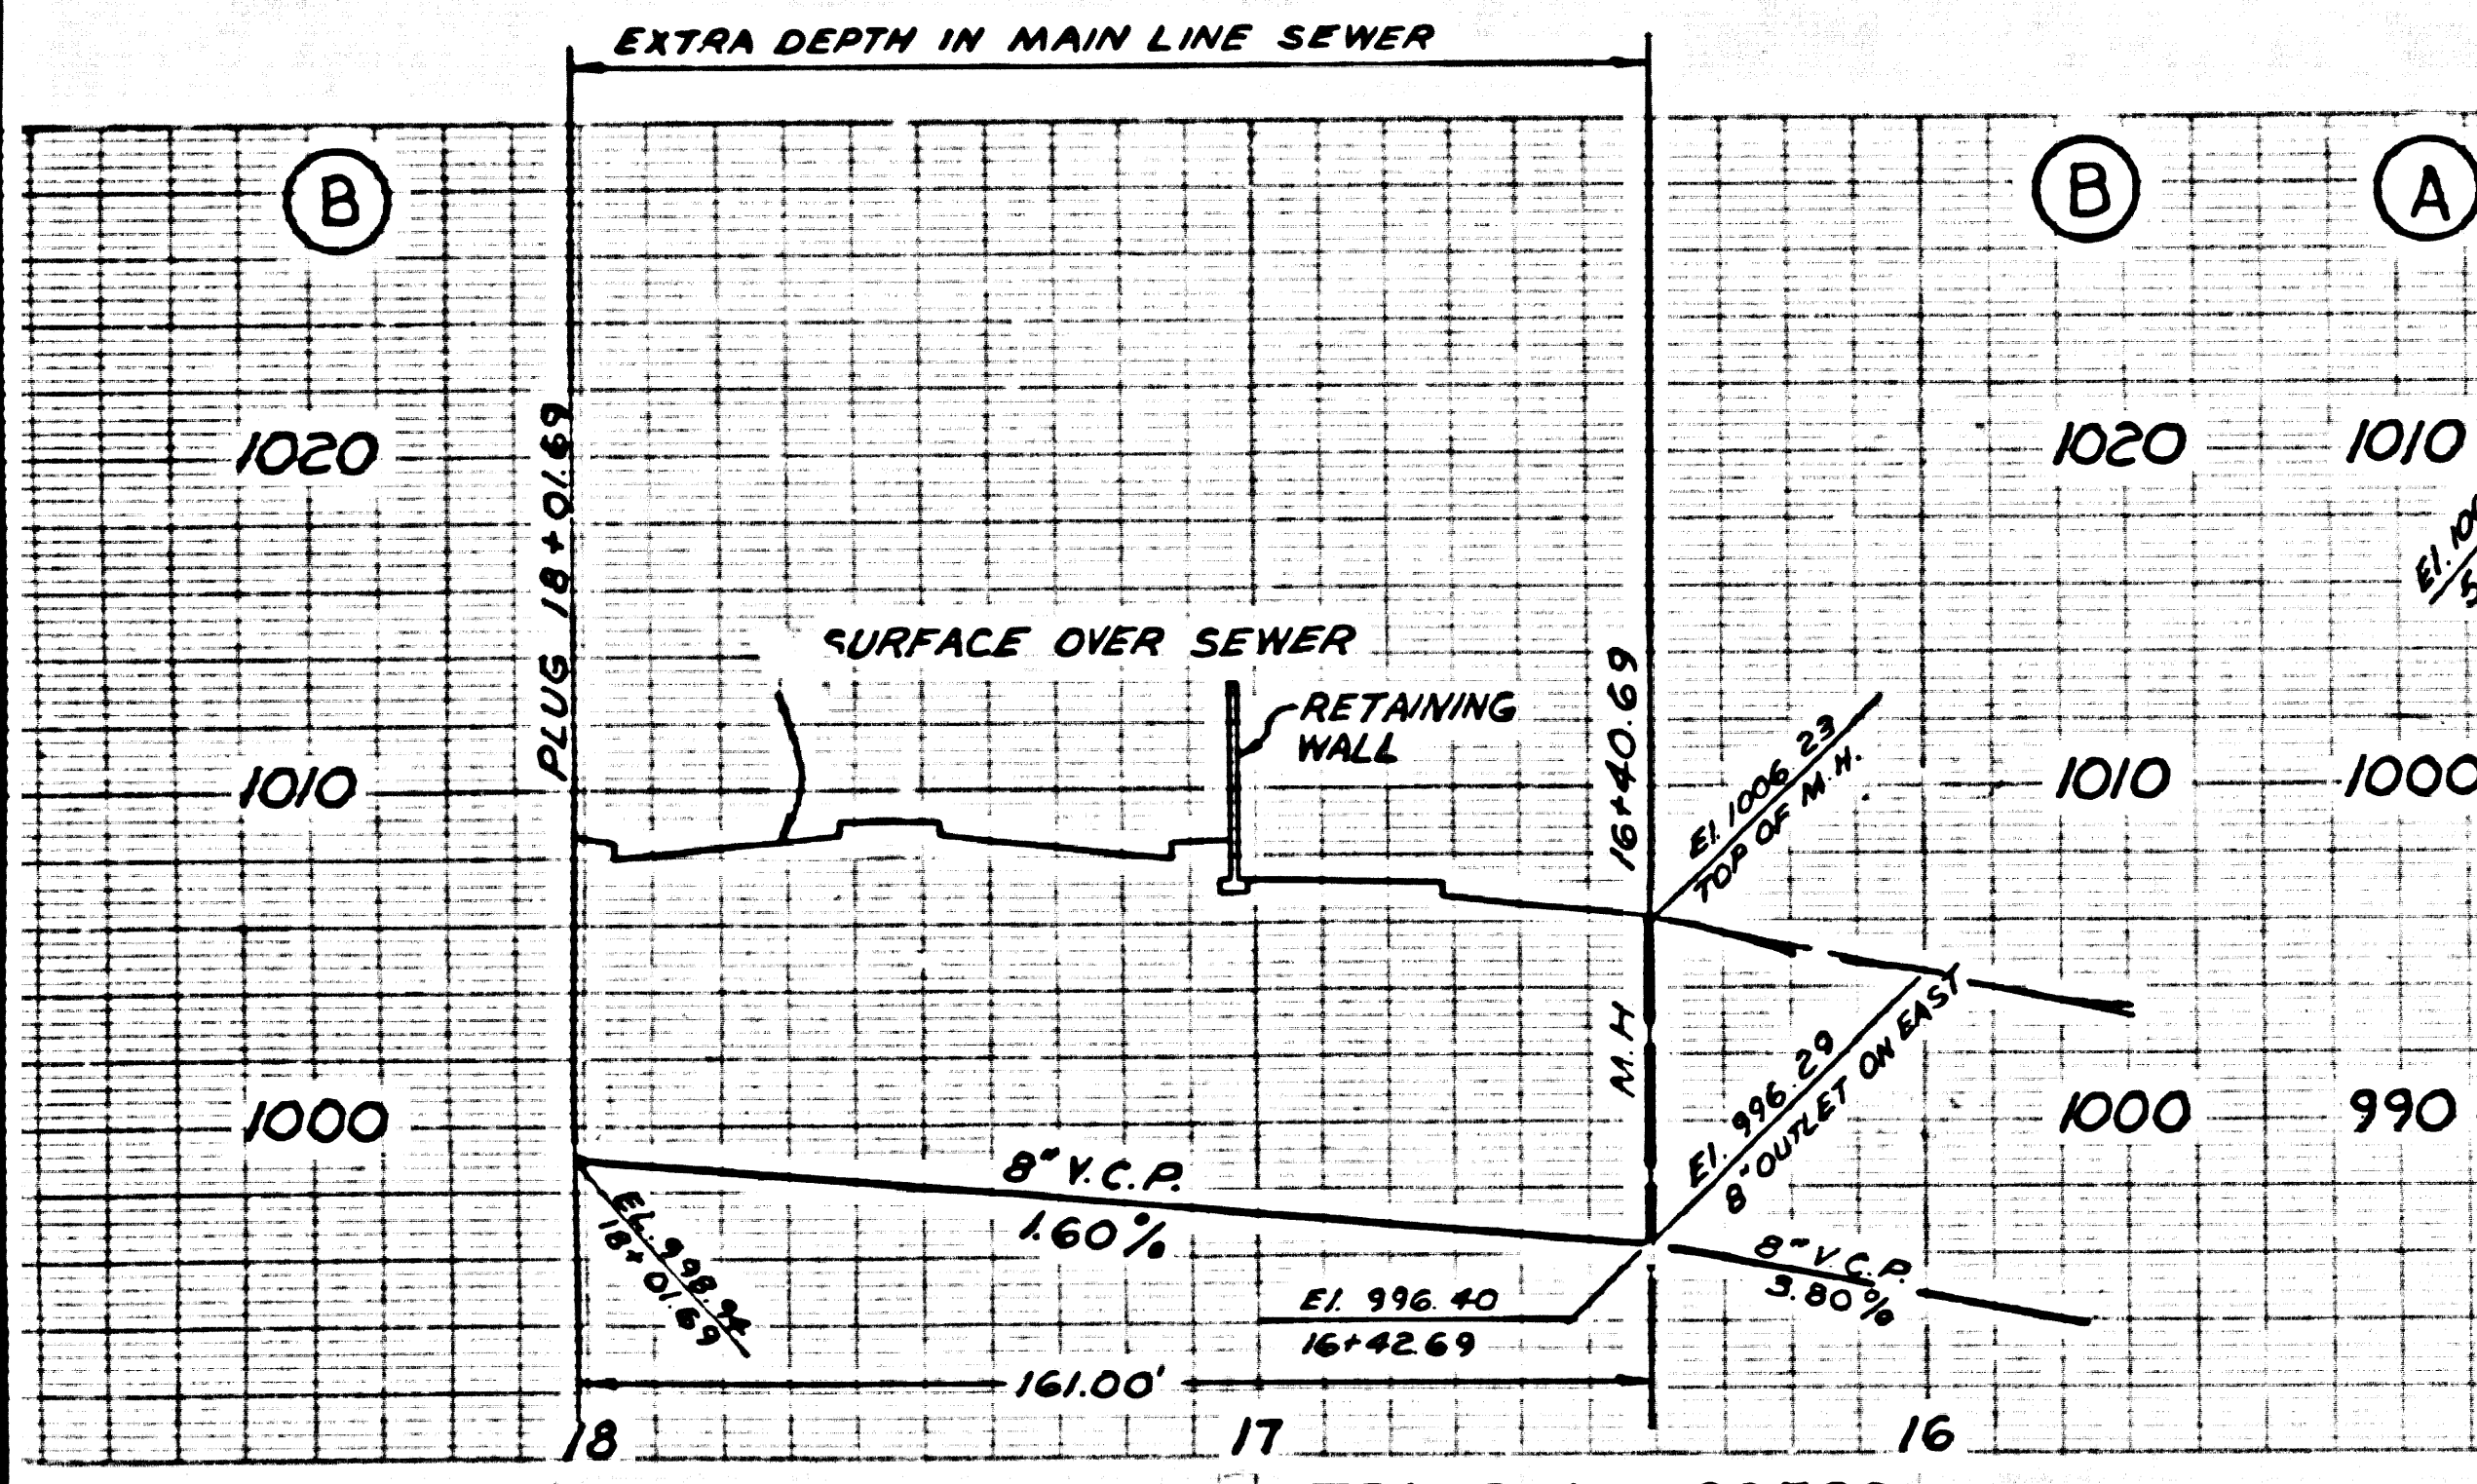 EXTRA DEPTH IN MAIN LINE SEWER
B
B
A
1020
1020
1010
PLUG 18+01.69
SURFACE OVER SEWER
RETAINING
WALL
16+40.69
El. 1006.23
TOP OF M.H.
1010
1010
1000
M.H
El. 996.29
8" OUTLET ON EAST
1000
1000
990
8" V.C.P.
1.60%
EL. 998.94
18+01.69
El. 996.40
16+42.69
8" V.C.P.
3.80%
161.00'
18
17
16